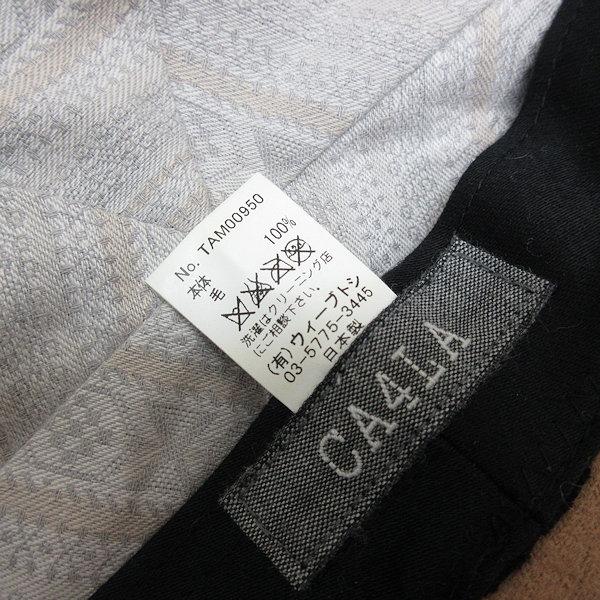 No. TAM00950
本体
毛 100%
洗濯はクリーニング店
にご相談下さい。
(有)ウィーブトシ
03-5775-3445
日本製
CA4LA